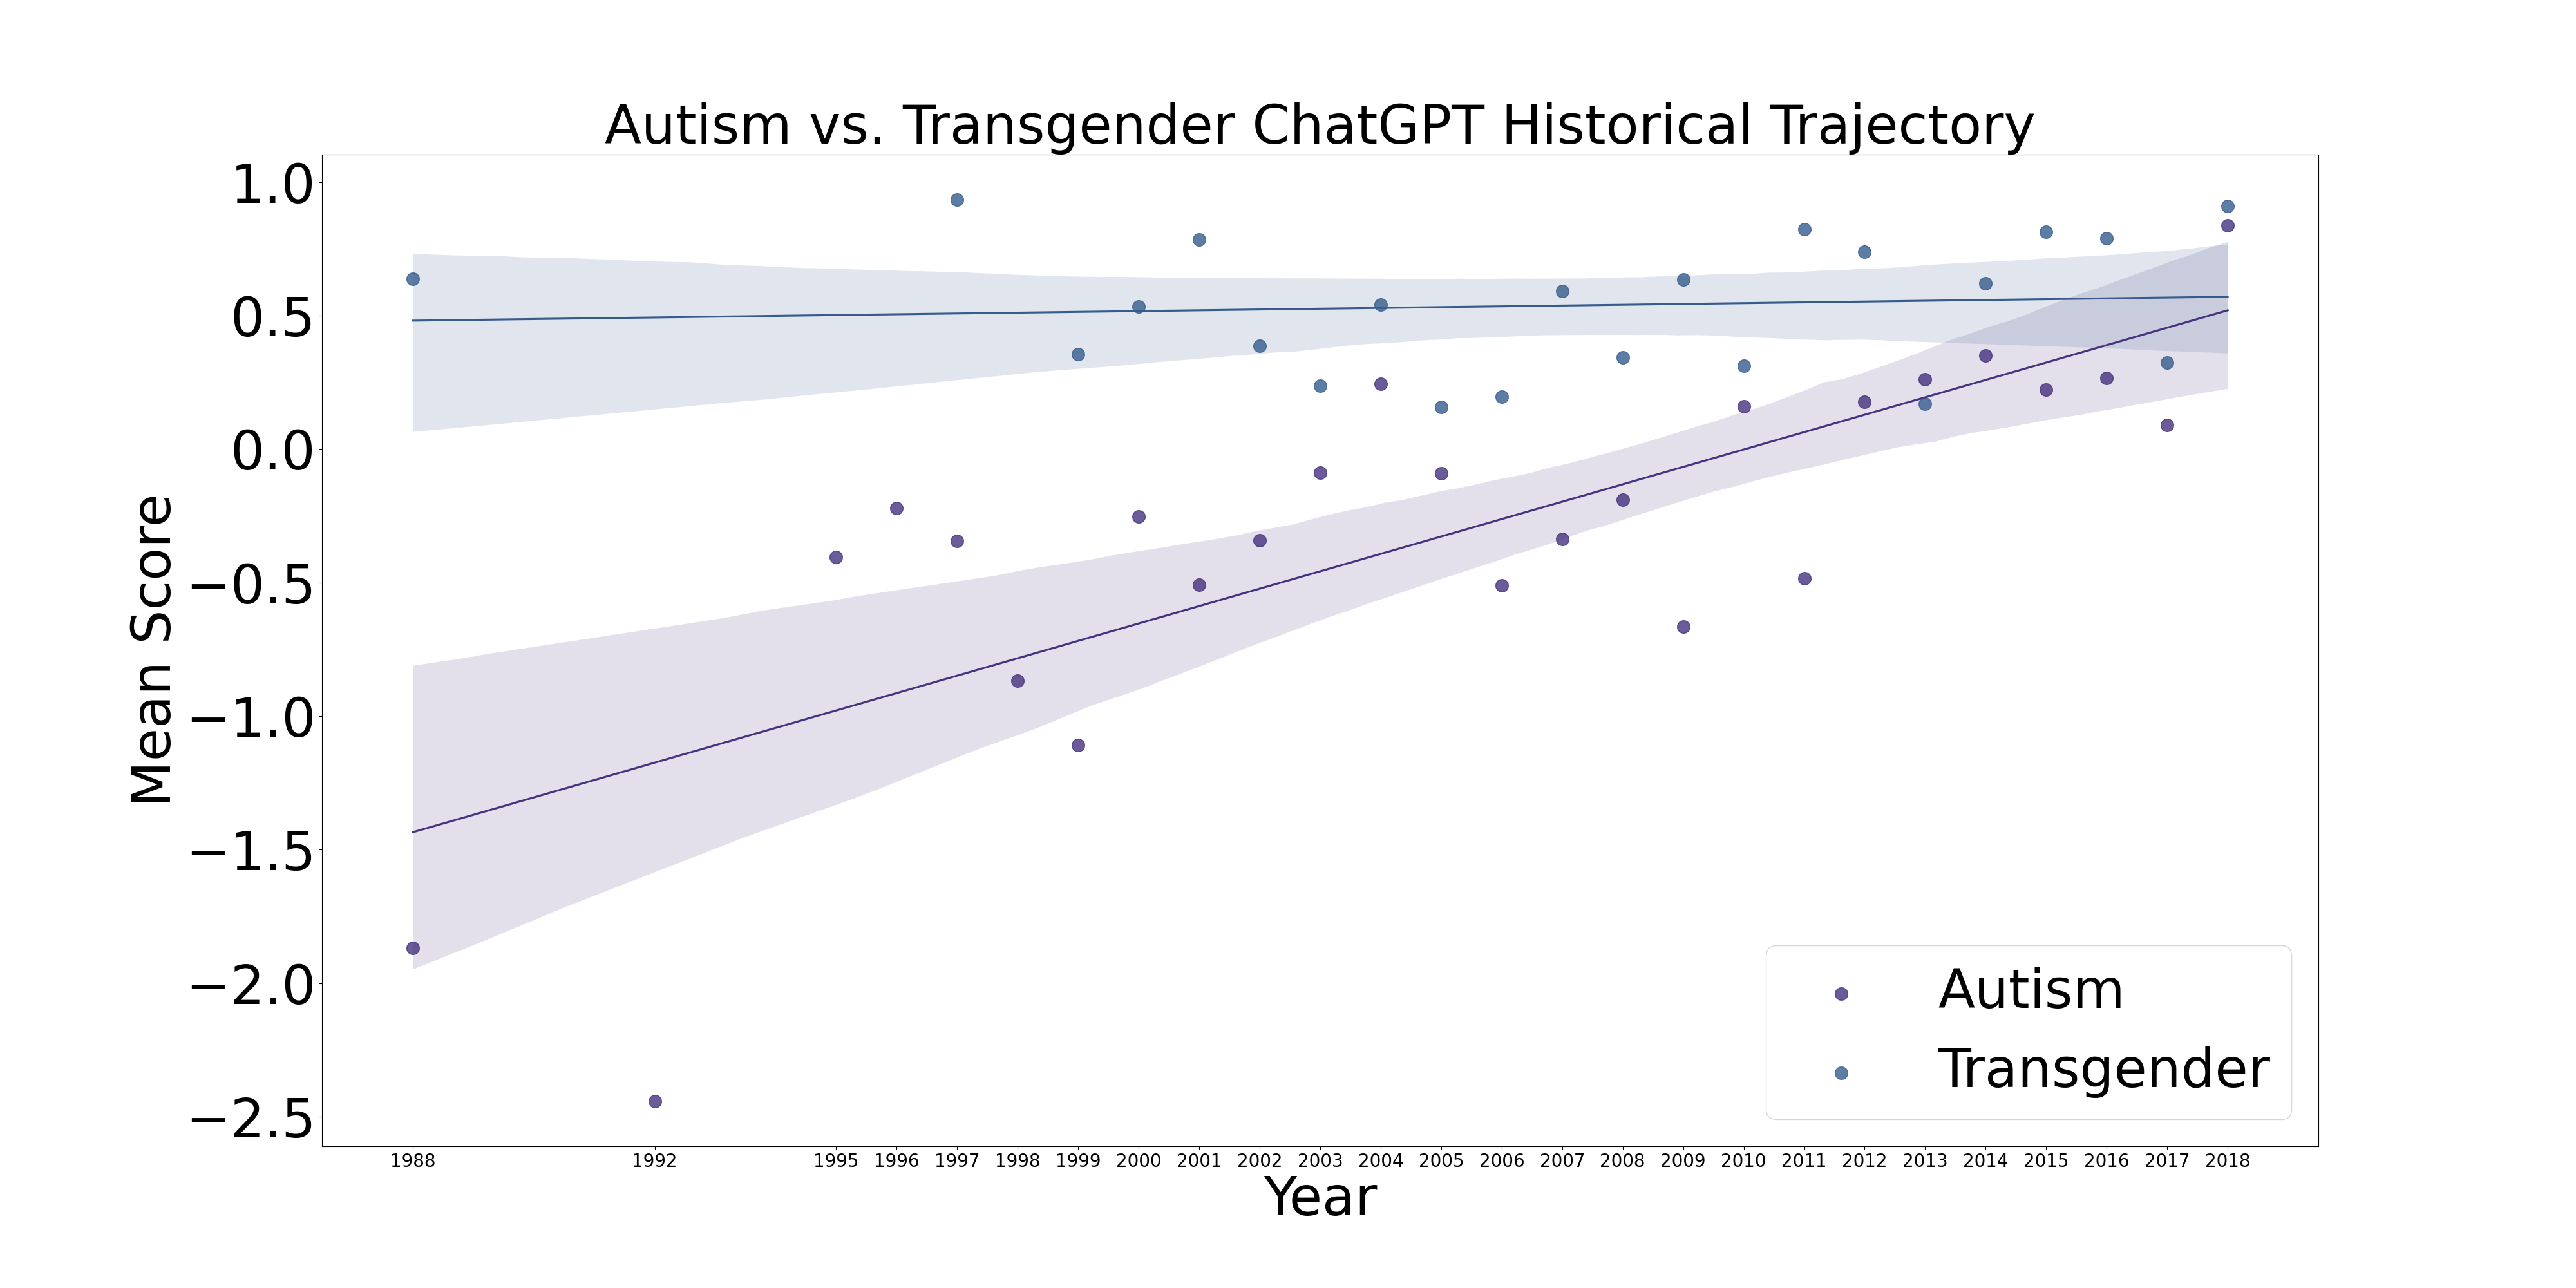 Autism vs. Transgender ChatGPT Historical Trajectory
1.0
0.5
0.0
−0.5
−1.0
−1.5
−2.0
−2.5
Mean Score
Autism
Transgender
1988 1992 1995 1996 1997 1998 1999 2000 2001 2002 2003 2004 2005 2006 2007 2008 2009 2010 2011 2012 2013 2014 2015 2016 2017 2018
Year